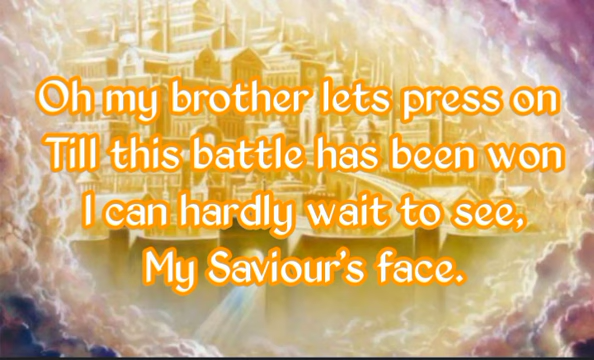 Oh my brother lets press on
Till this battle has been won
I can hardly wait to see,
My Saviour's face.